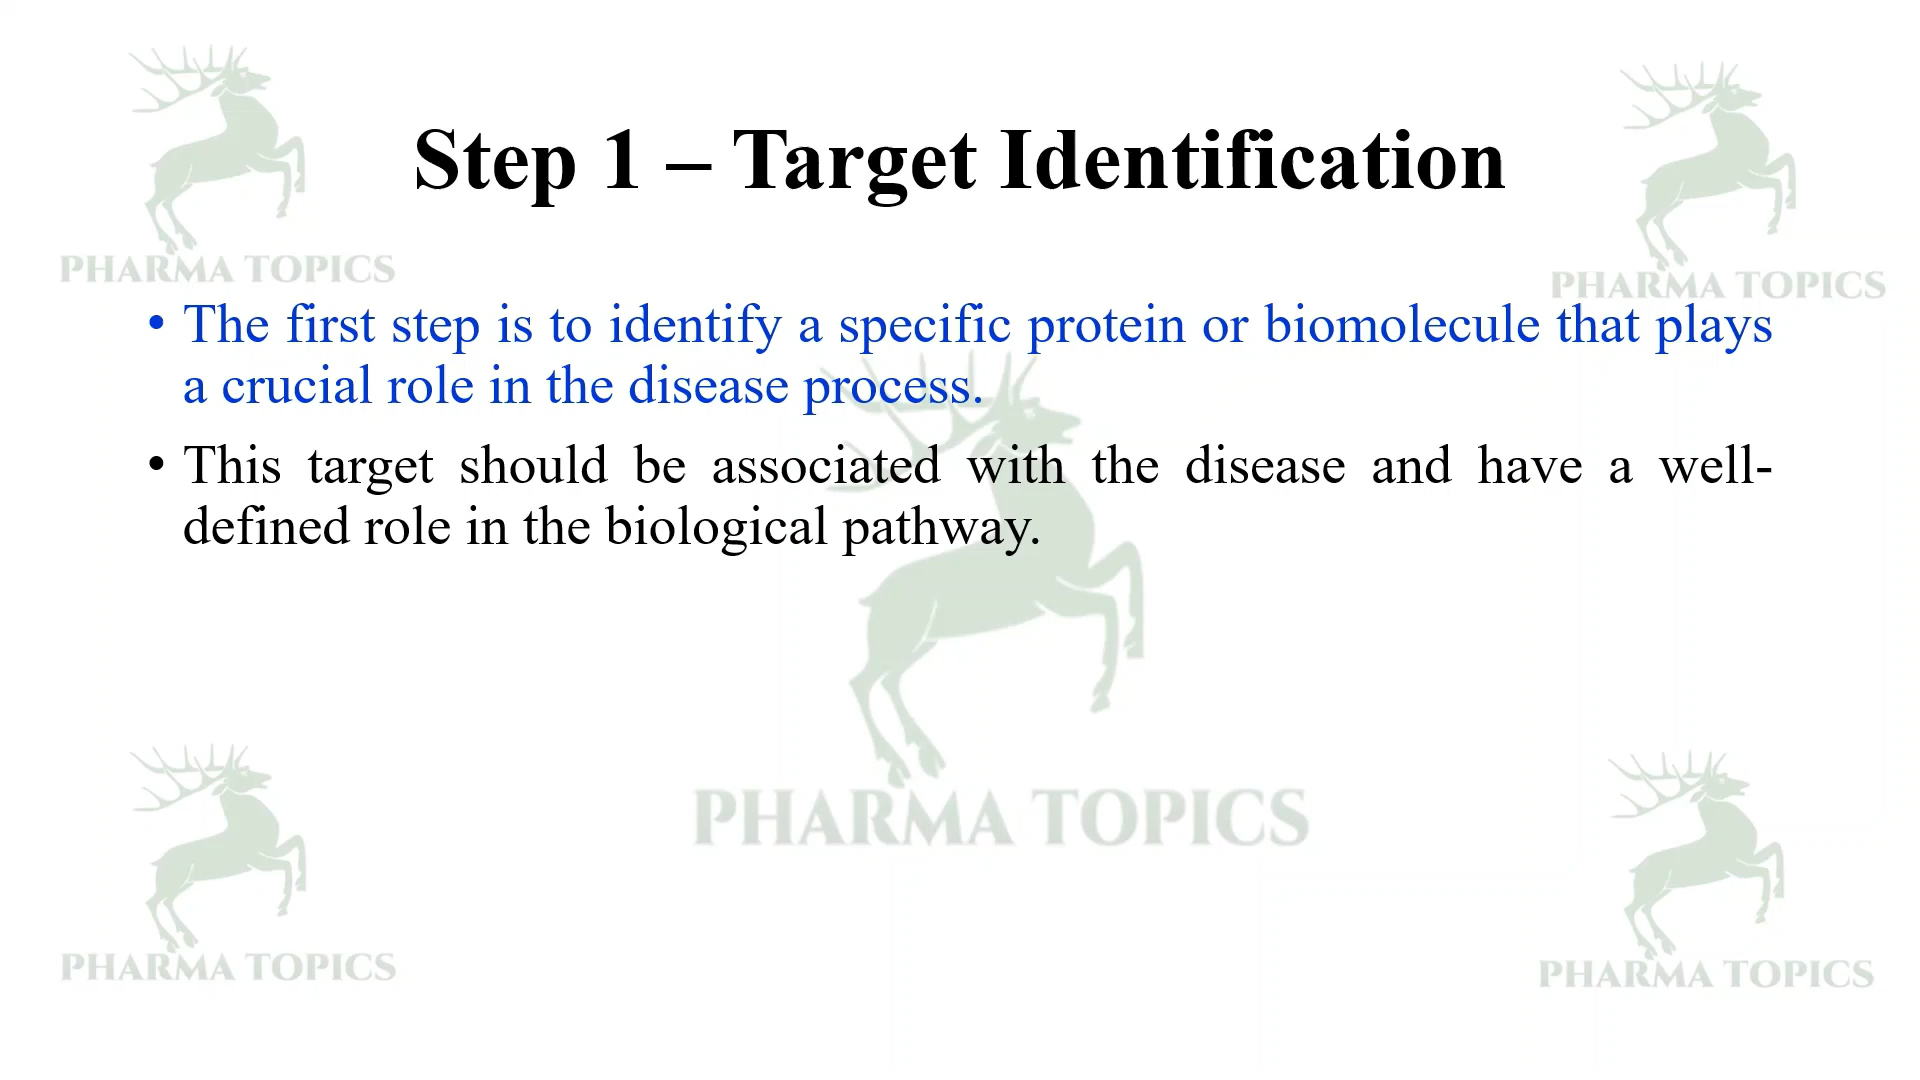 Step 1 – Target Identification
PHARMA TOPICS
PHARMA TOPICS
• The first step is to identify a specific protein or biomolecule that plays
a crucial role in the disease process.
• This target should be associated with the disease and have a well-
defined role in the biological pathway.
PHARMA TOPICS
PHARMA TOPICS
PHARMA TOPICS